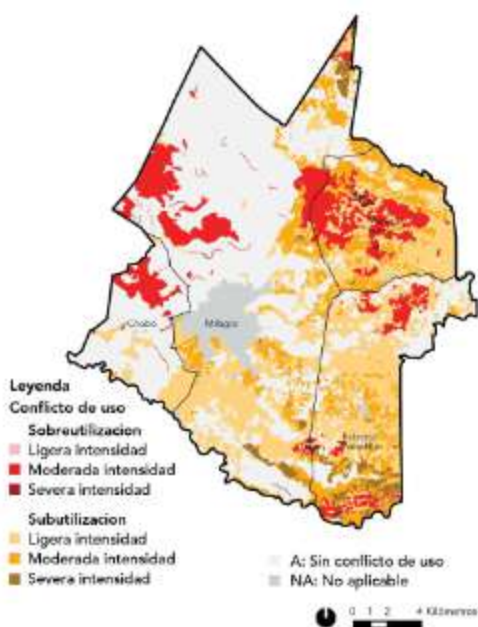 Chobo
Milagro
Leyenda
Conflicto de uso
Sobreutilizacion
Ligera intensidad
Moderada intensidad
Severa intensidad
Subutilizacion
Ligera intensidad
Moderada intensidad
Severa intensidad
A: Sin conflicto de uso
NA: No aplicable
0 1 2 4 Kilómetros